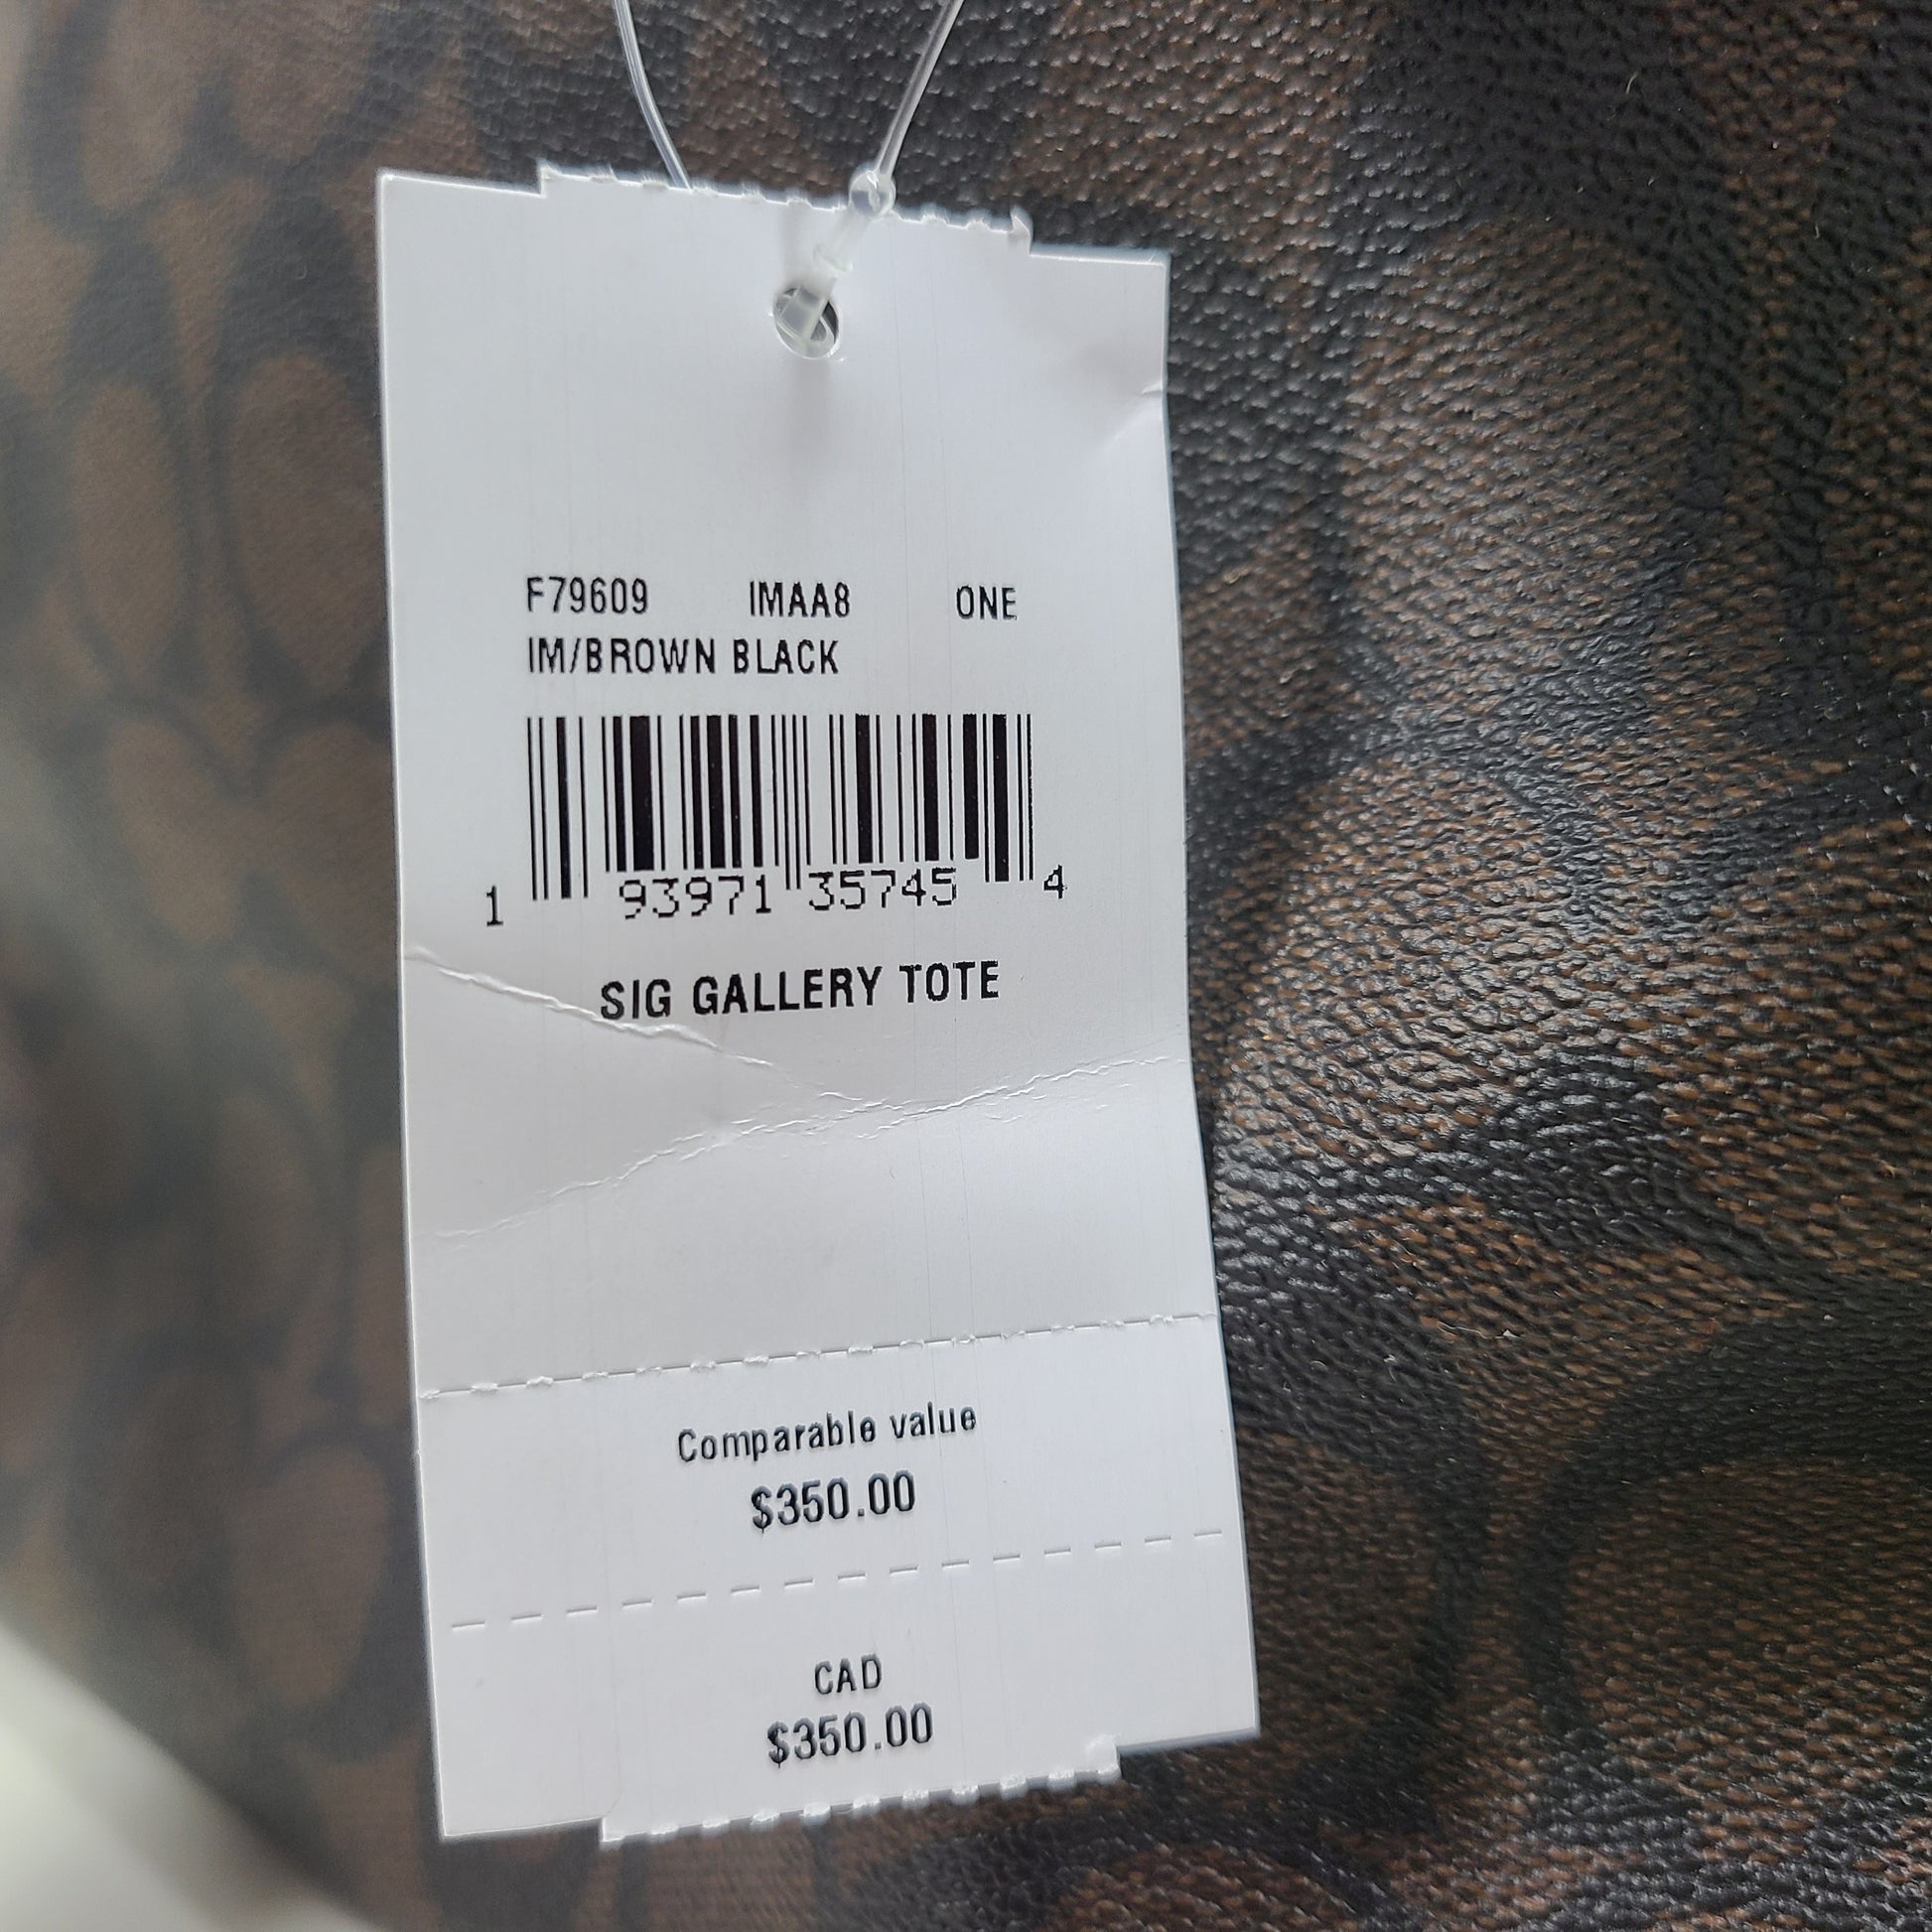 F79609 IMAA8 ONE
IM/BROWN BLACK
1 93971 35745 4
SIG GALLERY TOTE
Comparable value
$350.00
CAD
$350.00